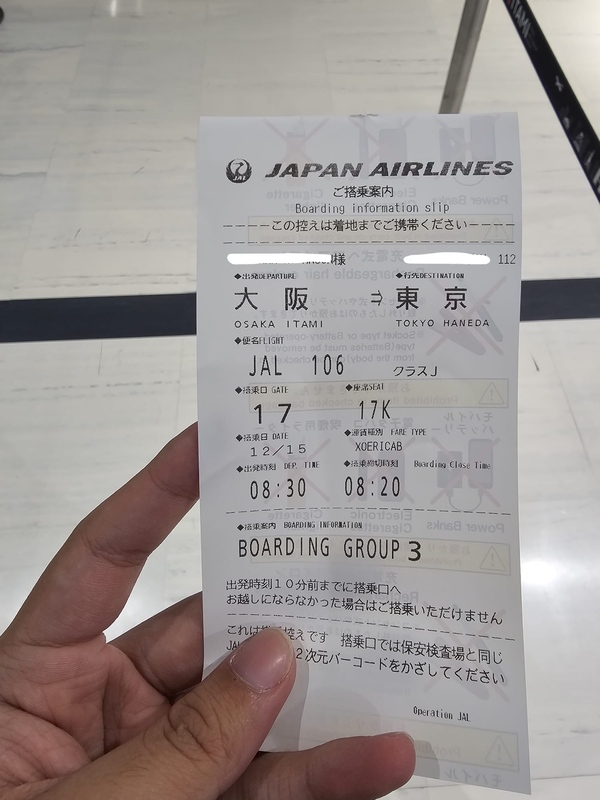 JAL JAPAN AIRLINES
ご搭乗案内
Boarding information slip
この控えは着地までご携帯ください
様 112
◆出発DEPARTURE ◆行先DESTINATION
大 阪 ⇒ 東 京
OSAKA ITAMI TOKYO HANEDA
◆便名FLIGHT
JAL 106 クラスJ
◆搭乗口 GATE ◆座席SEAT
17 17K
◆搭乗日 DATE ◆運賃種別 FARE TYPE
12/15 XOERICAB
◆出発時刻 DEP. TIME ◆搭乗締切時刻 Boarding Close Time
08:30 08:20
◆搭乗案内 BOARDING INFORMATION
BOARDING GROUP 3
出発時刻10分前までに搭乗口へ
お越しにならなかった場合はご搭乗いただけません
これは 控えです 搭乗口では保安検査場と同じ
2次元バーコードをかざしてください
Operation JAL